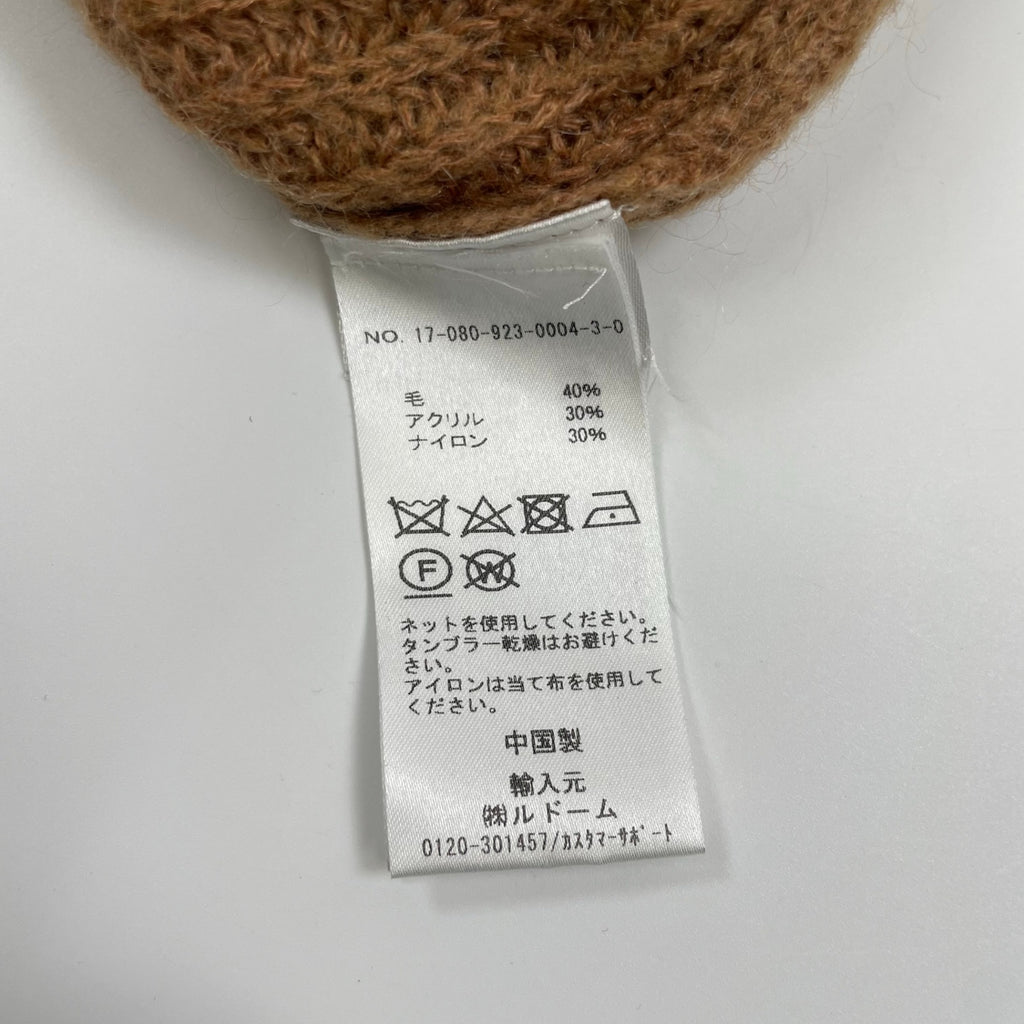 NO. 17-080-923-0004-3-0
毛 40%
アクリル 30%
ナイロン 30%
F W
ネットを使用してください。
タンブラー乾燥はお避けくだ
さい。
アイロンは当て布を使用して
ください。
中国製
輸入元
㈱ルドーム
0120-301457/ｶｽﾀﾏｰｻﾎﾟｰﾄ